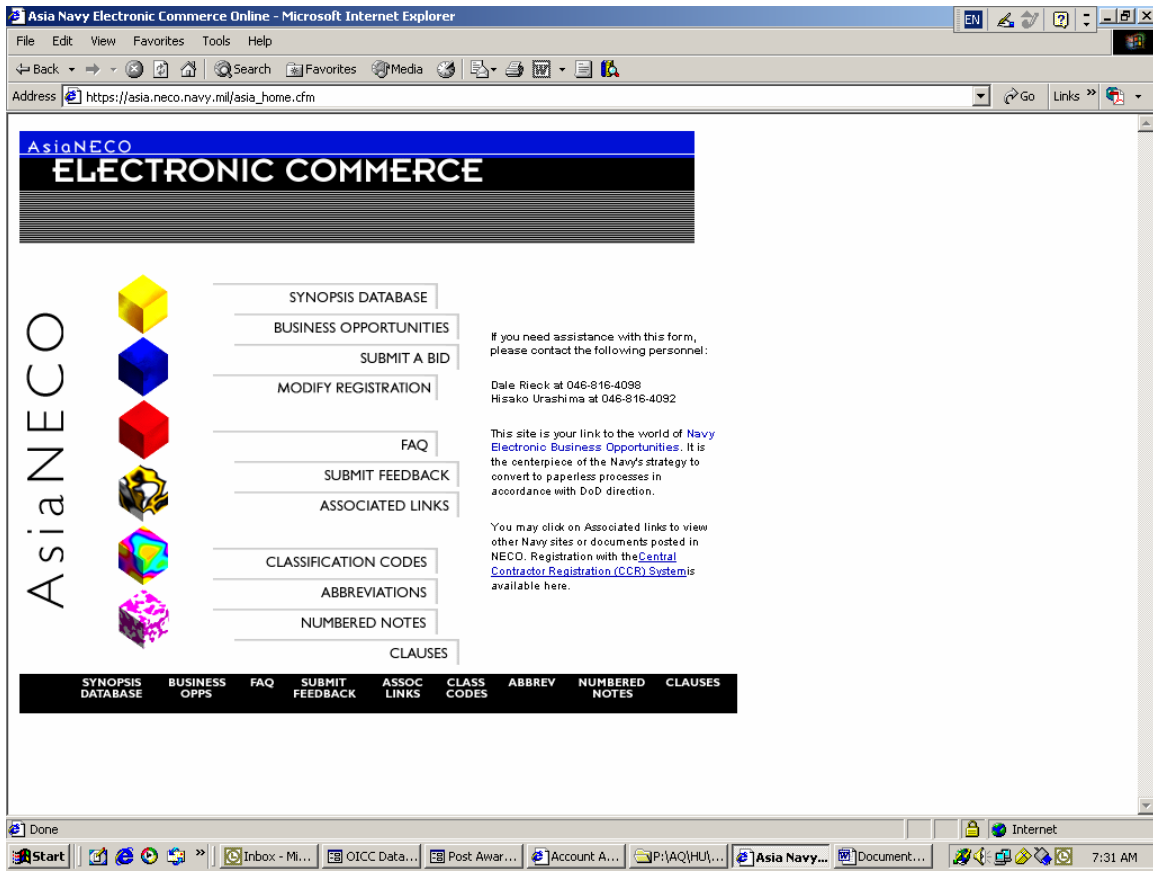 Asia Navy Electronic Commerce Online - Microsoft Internet Explorer
EN
File Edit View Favorites Tools Help
Back Search Favorites Media
Address https://asia.neco.navy.mil/asia_home.cfm Go Links »
AsiaNECO
ELECTRONIC COMMERCE
AsiaNECO
SYNOPSIS DATABASE
BUSINESS OPPORTUNITIES
SUBMIT A BID
MODIFY REGISTRATION
FAQ
SUBMIT FEEDBACK
ASSOCIATED LINKS
CLASSIFICATION CODES
ABBREVIATIONS
NUMBERED NOTES
CLAUSES
If you need assistance with this form,
please contact the following personnel:
Dale Rieck at 046-816-4098
Hisako Urashima at 046-816-4092
This site is your link to the world of Navy
Electronic Business Opportunities. It is
the centerpiece of the Navy's strategy to
convert to paperless processes in
accordance with DoD direction.
You may click on Associated links to view
other Navy sites or documents posted in
NECO. Registration with theCentral
Contractor Registration (CCR) Systemis
available here.
SYNOPSIS BUSINESS FAQ SUBMIT ASSOC CLASS ABBREV NUMBERED CLAUSES
DATABASE OPPS FEEDBACK LINKS CODES NOTES
Done Internet
Start » Inbox - Mi... OICC Data... Post Awar... Account A... P:\AQ\HU\... Asia Navy... Document... 7:31 AM